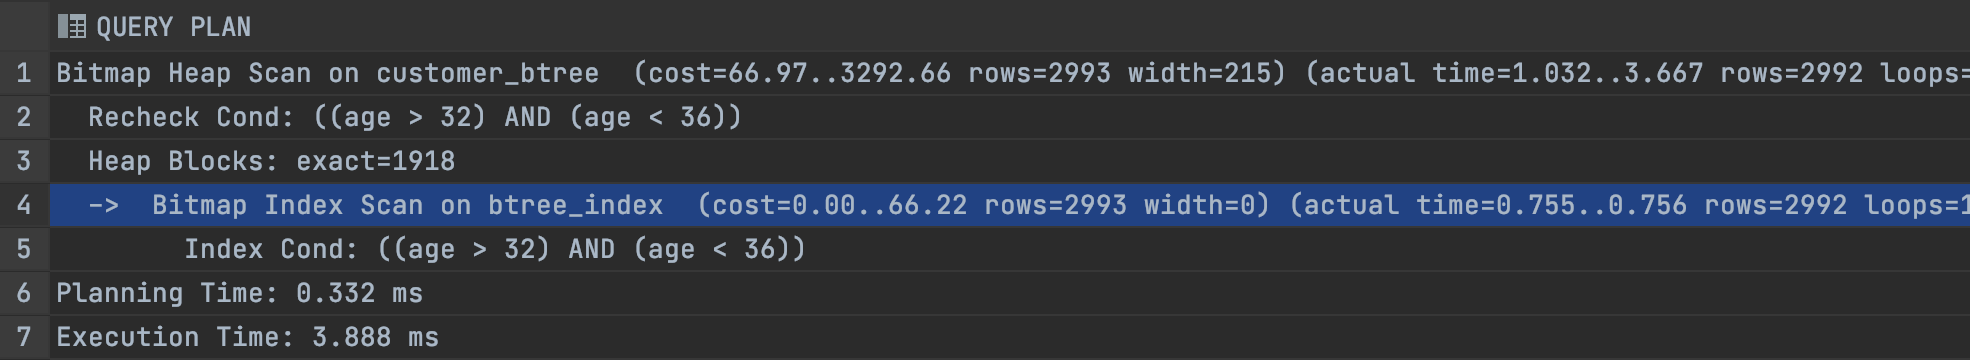 QUERY PLAN
1 Bitmap Heap Scan on customer_btree (cost=66.97..3292.66 rows=2993 width=215) (actual time=1.032..3.667 rows=2992 loops=
2 Recheck Cond: ((age > 32) AND (age < 36))
3 Heap Blocks: exact=1918
4 -> Bitmap Index Scan on btree_index (cost=0.00..66.22 rows=2993 width=0) (actual time=0.755..0.756 rows=2992 loops=1
5 Index Cond: ((age > 32) AND (age < 36))
6 Planning Time: 0.332 ms
7 Execution Time: 3.888 ms